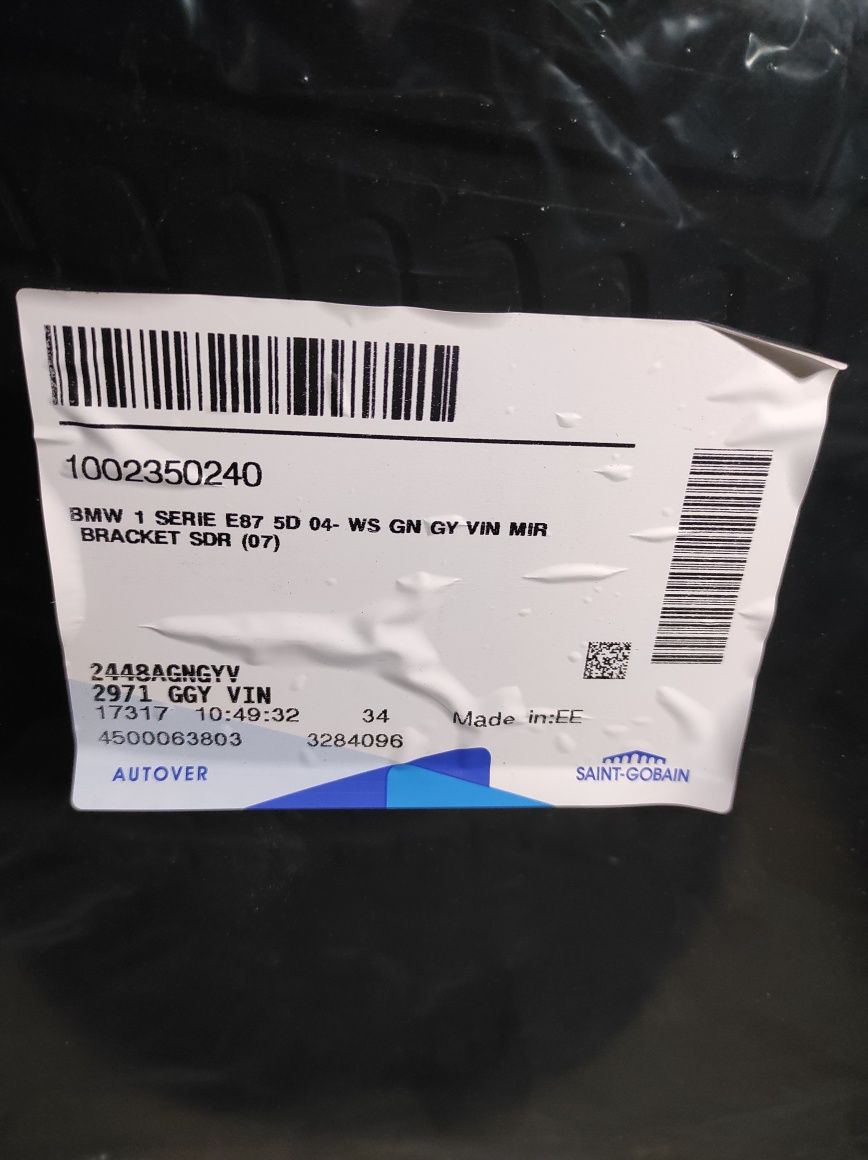 1002350240
BMW 1 SERIE E87 5D 04- WS GN GY VIN MIR
BRACKET SDR (07)
2448AGNGYV
2971 GGY VIN
17317 10:49:32 34 Made in:EE
4500063803 3284096
AUTOVER SAINT-GOBAIN